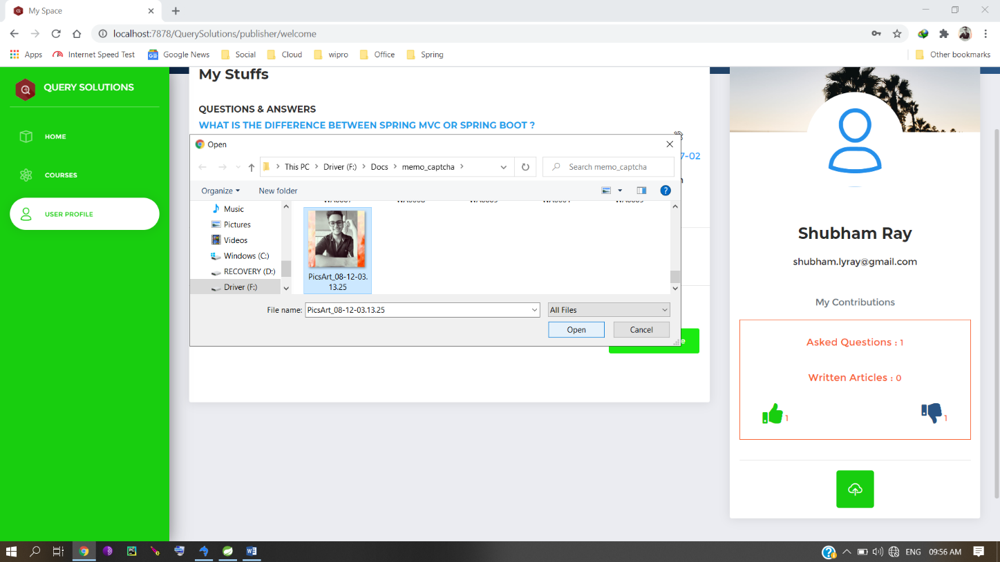 My Space
localhost:7878/QuerySolutions/publisher/welcome
Apps Internet Speed Test Google News Social Cloud wipro Office Spring Other bookmarks
QUERY SOLUTIONS
HOME
COURSES
USER PROFILE
My Stuffs
QUESTIONS & ANSWERS
WHAT IS THE DIFFERENCE BETWEEN SPRING MVC OR SPRING BOOT ?
7-02
Open
This PC > Driver (F:) > Docs > memo_captcha >
Search memo_captcha
Organize New folder
Music
Pictures
Videos
Windows (C:)
RECOVERY (D:)
Driver (F:)
PicsArt_08-12-03.
13.25
File name: PicsArt_08-12-03.13.25 All Files
Open Cancel
Shubham Ray
shubham.lyray@gmail.com
My Contributions
Asked Questions : 1
Written Articles : 0
1 1
ENG 09:56 AM